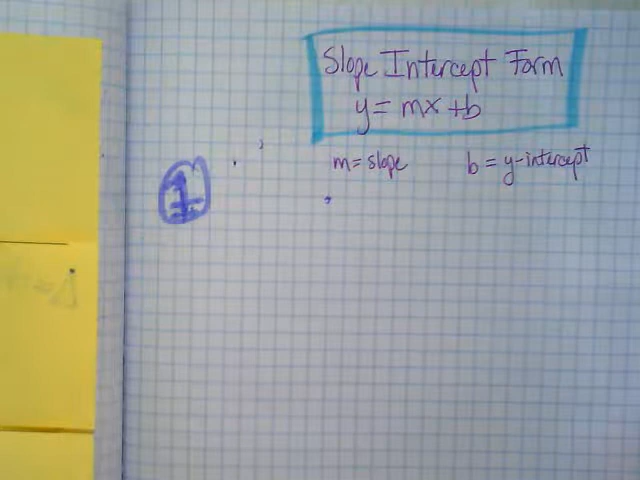 Slope Intercept Form
y = mx + b
m = slope b = y-intercept
1